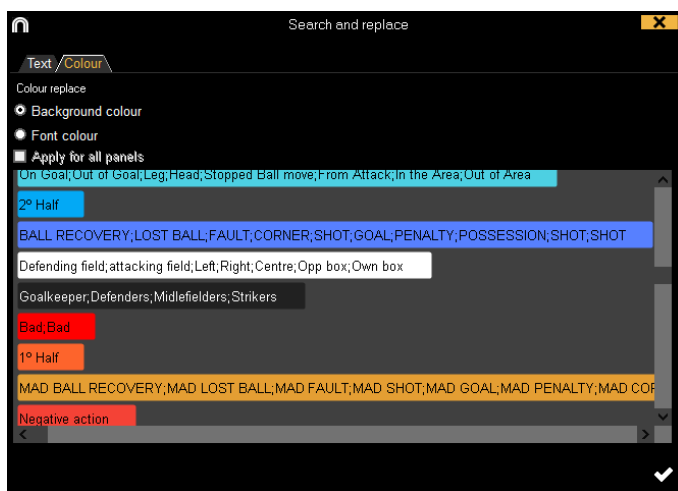 Search and replace
X
Text
Colour
Colour replace
Background colour
Font colour
Apply for all panels
On Goal;Out of Goal;Leg;Head;Stopped Ball move;From Attack;In the Area;Out of Area
2º Half
BALL RECOVERY;LOST BALL;FAULT;CORNER;SHOT;GOAL;PENALTY;POSSESSION;SHOT;SHOT
Defending field;attacking field;Left;Right;Centre;Opp box;Own box
Goalkeeper;Defenders;Midlefielders;Strikers
Bad;Bad
1º Half
MAD BALL RECOVERY;MAD LOST BALL;MAD FAULT;MAD SHOT;MAD GOAL;MAD PENALTY;MAD COR
Negative action